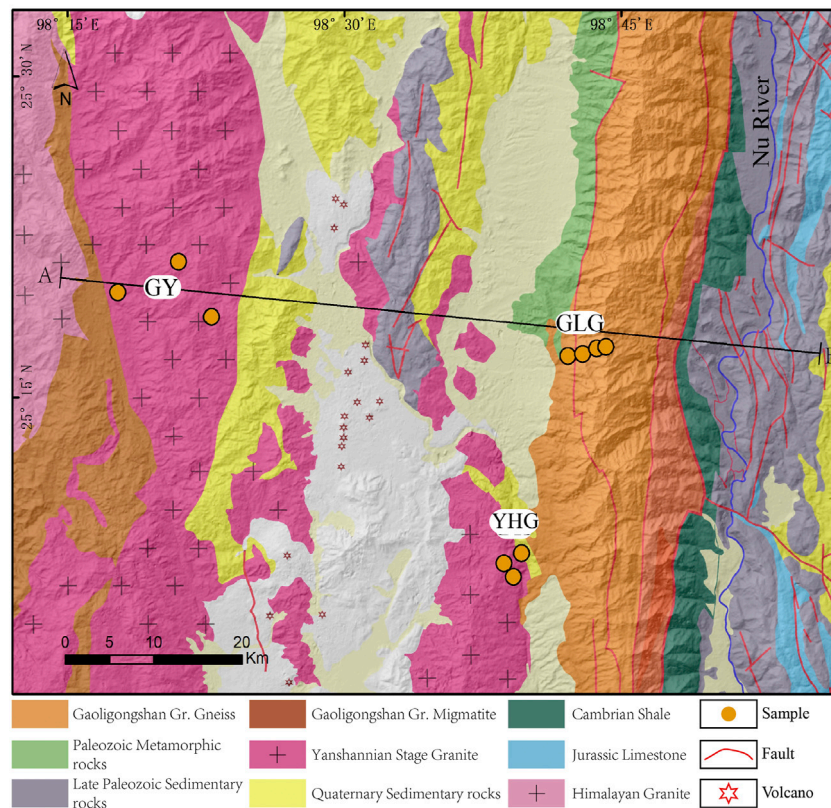 98° 15' E
98° 30' E
98° 45' E
25° 30' N
N
Nu River
A
GY
GLG
25° 15' N
YHG
0 5 10 20
Km
Gaoligongshan Gr. Gneiss
Gaoligongshan Gr. Migmatite
Cambrian Shale
Sample
Paleozoic Metamorphic
rocks
Yanshannian Stage Granite
Jurassic Limestone
Fault
Late Paleozoic Sedimentary
rocks
Quaternary Sedimentary rocks
Himalayan Granite
Volcano